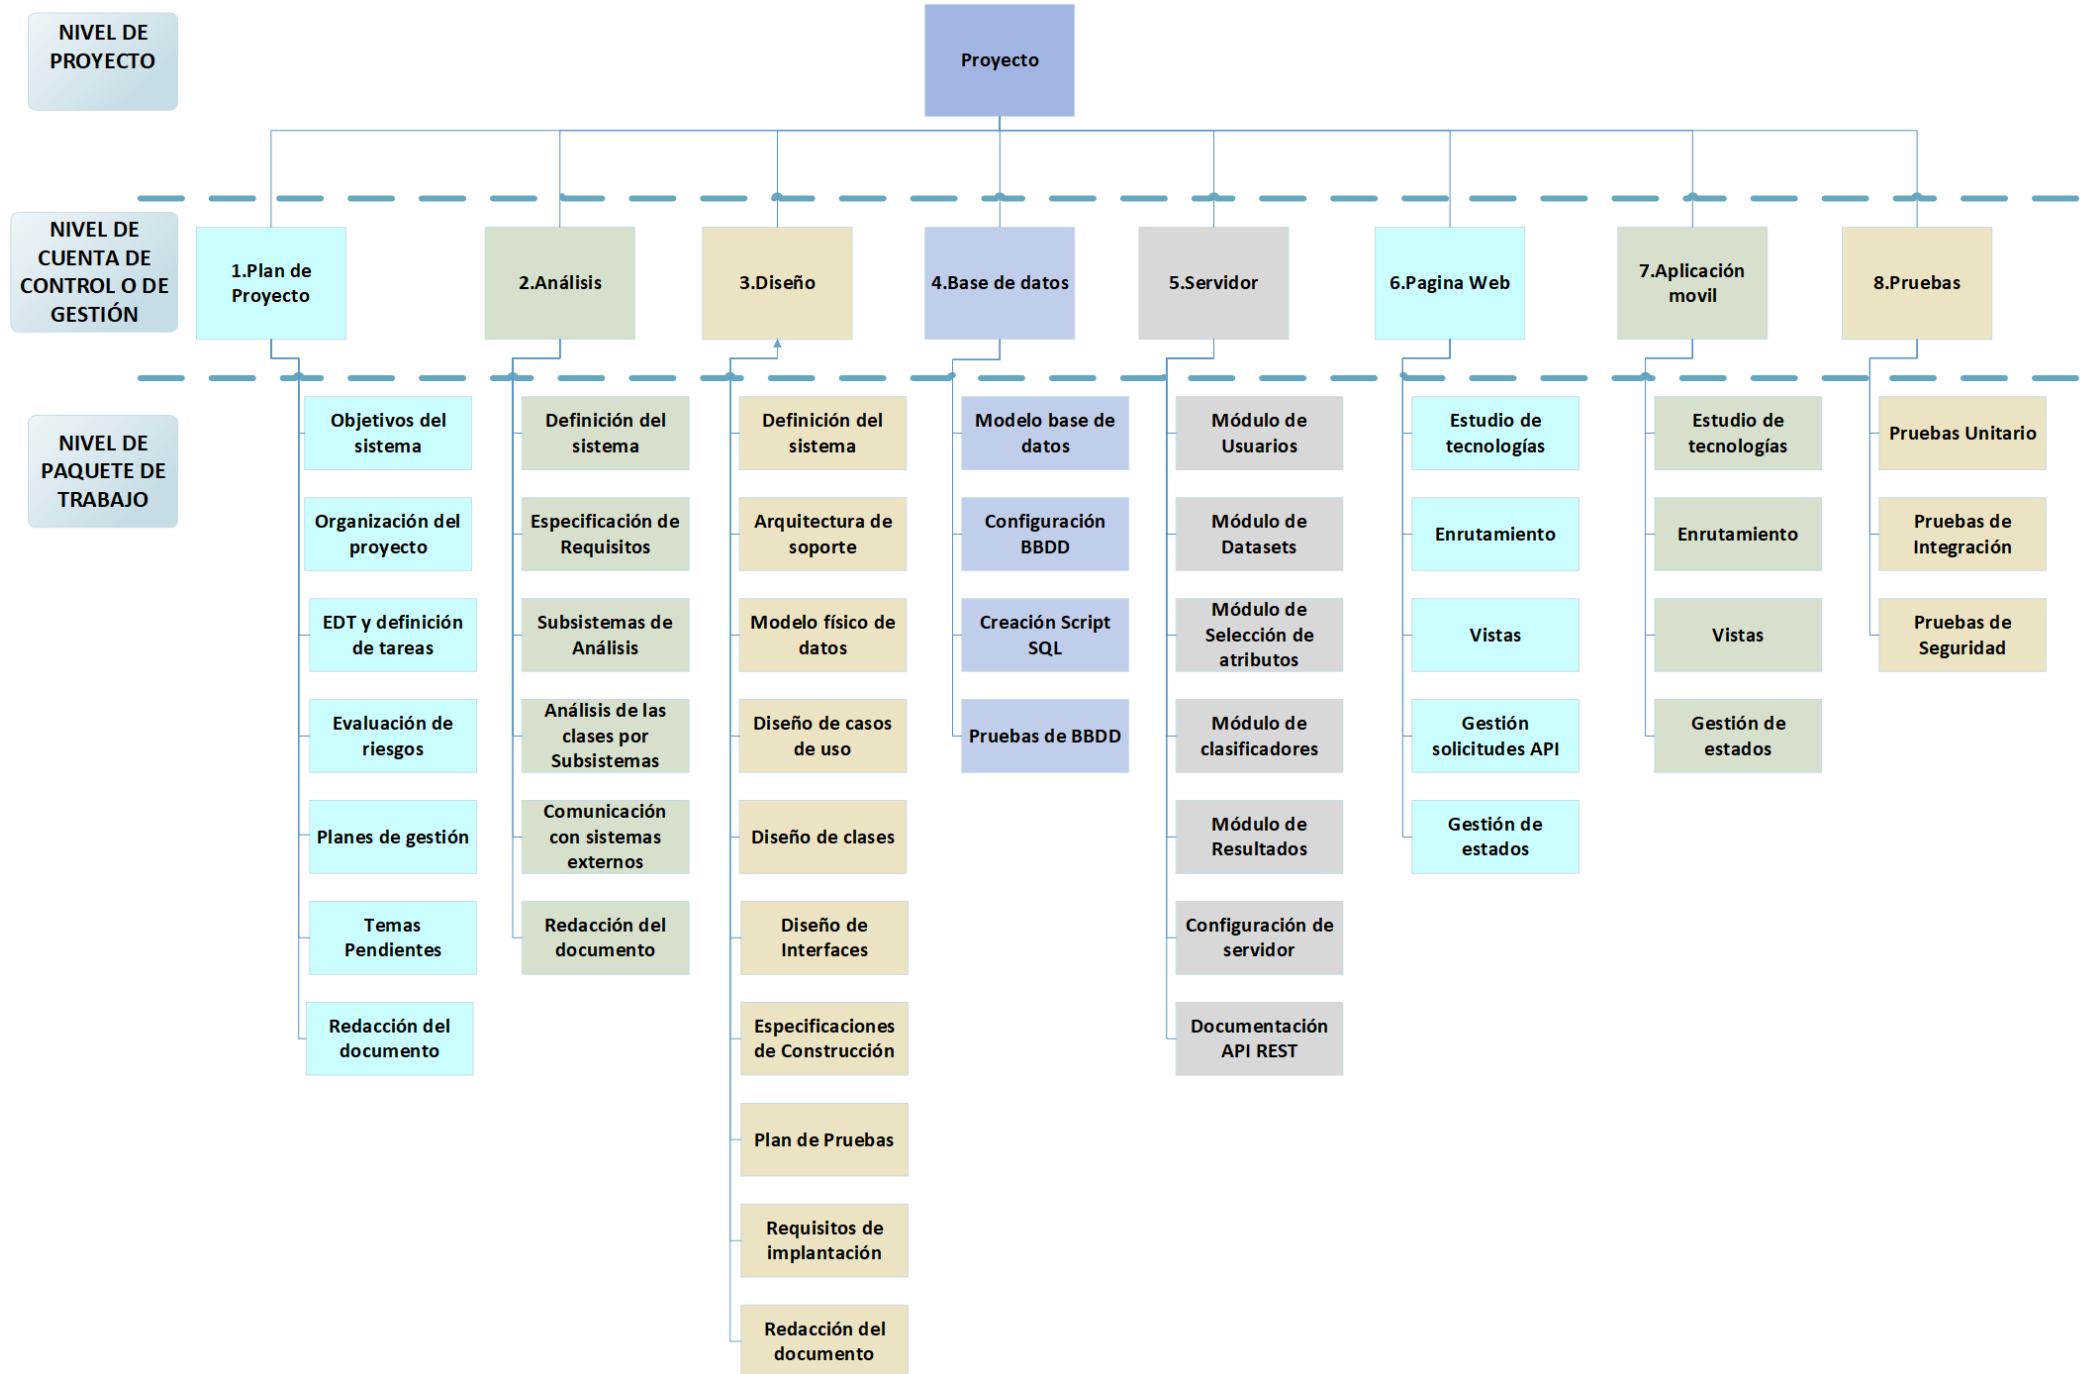 NIVEL DE
PROYECTO
Proyecto
NIVEL DE
CUENTA DE
CONTROL O DE
GESTIÓN
1.Plan de
Proyecto
2.Análisis
3.Diseño
4.Base de datos
5.Servidor
6.Pagina Web
7.Aplicación
movil
8.Pruebas
NIVEL DE
PAQUETE DE
TRABAJO
Objetivos del
sistema
Organización del
proyecto
EDT y definición
de tareas
Evaluación de
riesgos
Planes de gestión
Temas
Pendientes
Redacción del
documento
Definición del
sistema
Especificación de
Requisitos
Subsistemas de
Análisis
Análisis de las
clases por
Subsistemas
Comunicación
con sistemas
externos
Redacción del
documento
Definición del
sistema
Arquitectura de
soporte
Modelo físico de
datos
Diseño de casos
de uso
Diseño de clases
Diseño de
Interfaces
Especificaciones
de Construcción
Plan de Pruebas
Requisitos de
implantación
Redacción del
documento
Modelo base de
datos
Configuración
BBDD
Creación Script
SQL
Pruebas de BBDD
Módulo de
Usuarios
Módulo de
Datasets
Módulo de
Selección de
atributos
Módulo de
clasificadores
Módulo de
Resultados
Configuración de
servidor
Documentación
API REST
Estudio de
tecnologías
Enrutamiento
Vistas
Gestión
solicitudes API
Gestión de
estados
Estudio de
tecnologías
Enrutamiento
Vistas
Gestión de
estados
Pruebas Unitario
Pruebas de
Integración
Pruebas de
Seguridad